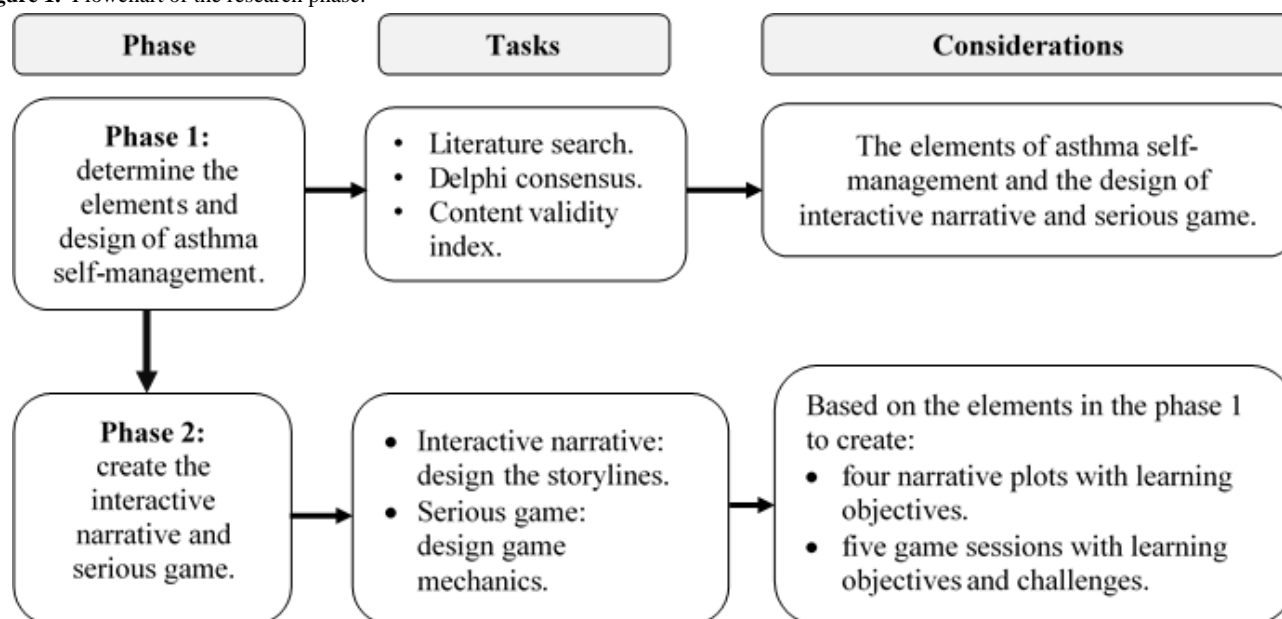 Figure 1. Flowchart of the research phase.
Phase
Tasks
Considerations
Phase 1:
determine the
elements and
design of asthma
self-management.
• Literature search.
• Delphi consensus.
• Content validity
index.
The elements of asthma self-
management and the design of
interactive narrative and serious game.
Phase 2:
create the
interactive
narrative and
serious game.
● Interactive narrative:
design the storylines.
● Serious game:
design game
mechanics.
Based on the elements in the phase 1
to create:
● four narrative plots with learning
objectives.
● five game sessions with learning
objectives and challenges.